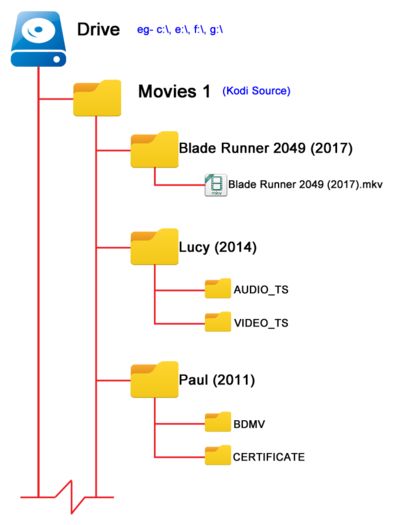 Drive eg- c:\, e:\, f:\, g:\
Movies 1 (Kodi Source)
Blade Runner 2049 (2017)
mkv Blade Runner 2049 (2017).mkv
Lucy (2014)
AUDIO_TS
VIDEO_TS
Paul (2011)
BDMV
CERTIFICATE